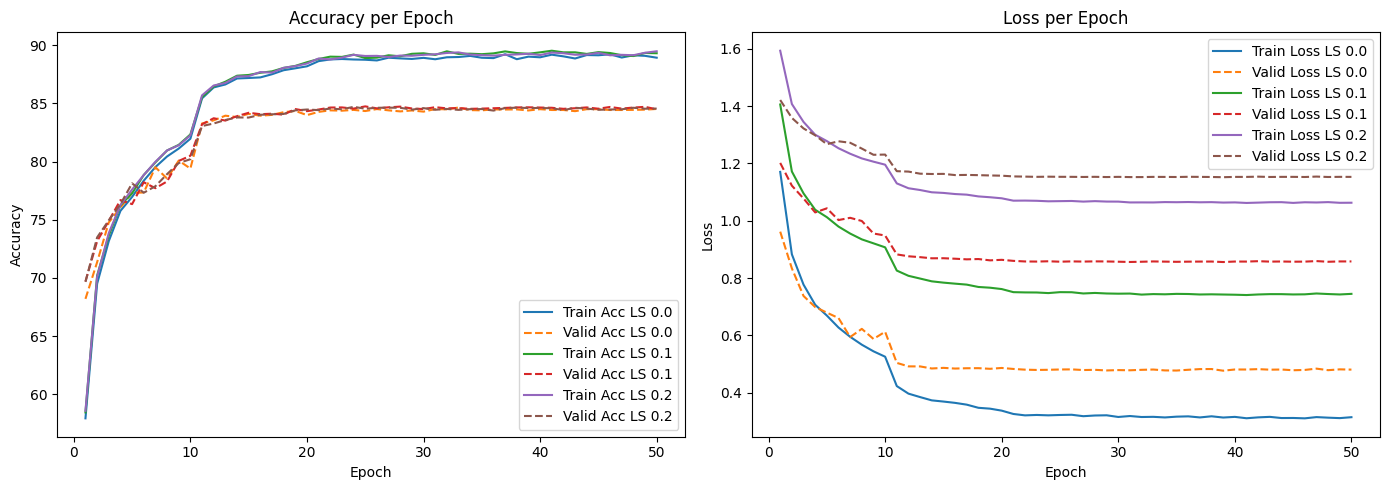 Accuracy per Epoch
90
85
80
75
70
65
60
Accuracy
0
10
20
30
40
50
Epoch
Train Acc LS 0.0
Valid Acc LS 0.0
Train Acc LS 0.1
Valid Acc LS 0.1
Train Acc LS 0.2
Valid Acc LS 0.2
Loss per Epoch
1.6
1.4
1.2
1.0
0.8
0.6
0.4
Loss
0
10
20
30
40
50
Epoch
Train Loss LS 0.0
Valid Loss LS 0.0
Train Loss LS 0.1
Valid Loss LS 0.1
Train Loss LS 0.2
Valid Loss LS 0.2